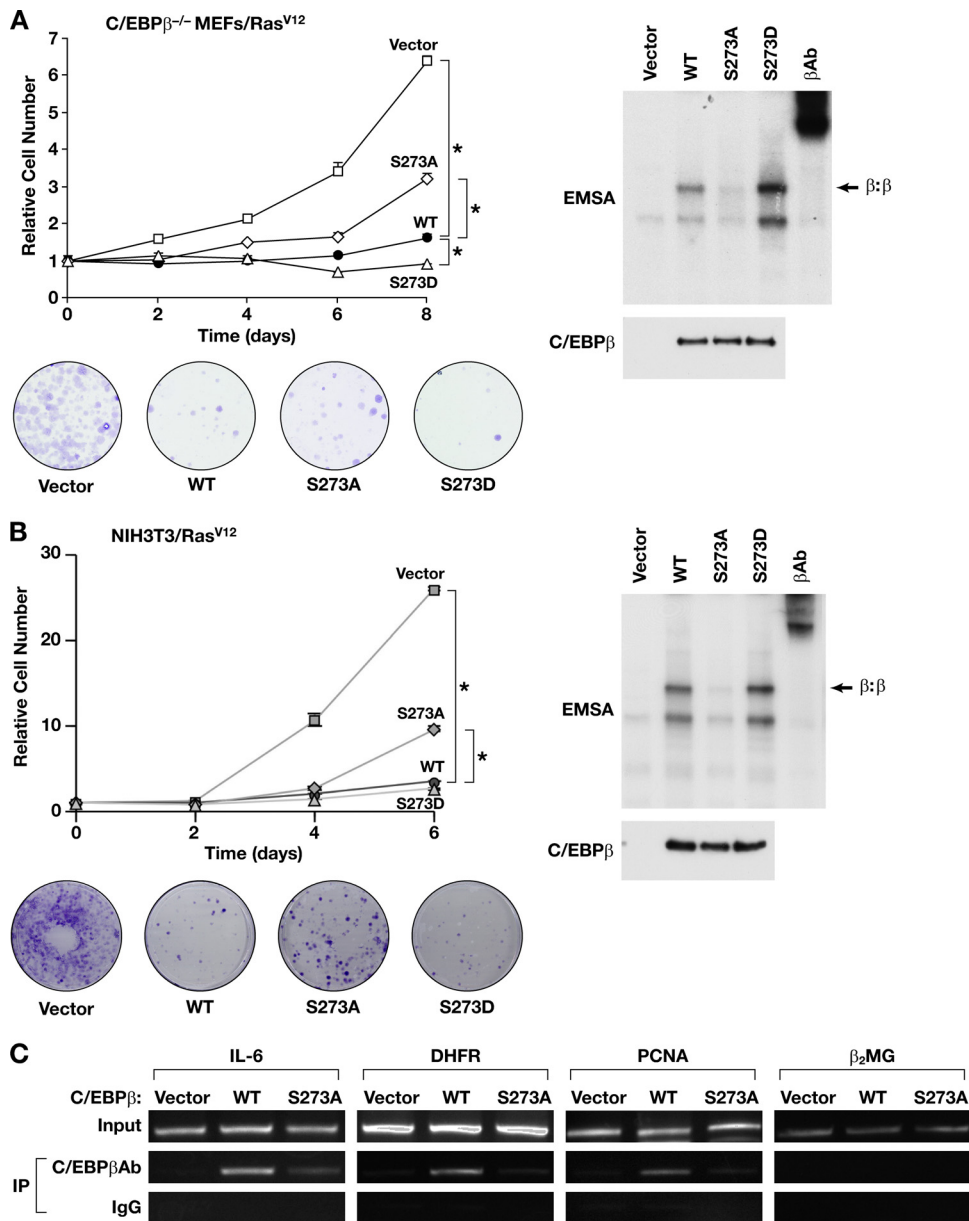 A
C/EBPβ⁻/⁻ MEFs/Ras^V12
Relative Cell Number
7
6
5
4
3
2
1
0
0 2 4 6 8
Time (days)
Vector
S273A
WT
S273D
*
*
*
Vector WT S273A S273D
Vector WT S273A S273D βAb
EMSA
β:β
C/EBPβ
B
NIH3T3/Ras^V12
Relative Cell Number
30
20
10
0
0 2 4 6
Time (days)
Vector
S273A
WT
S273D
*
*
Vector WT S273A S273D
Vector WT S273A S273D βAb
EMSA
β:β
C/EBPβ
C
IL-6 DHFR PCNA β₂MG
C/EBPβ: Vector WT S273A Vector WT S273A Vector WT S273A Vector WT S273A
Input
IP
C/EBPβAb
IgG